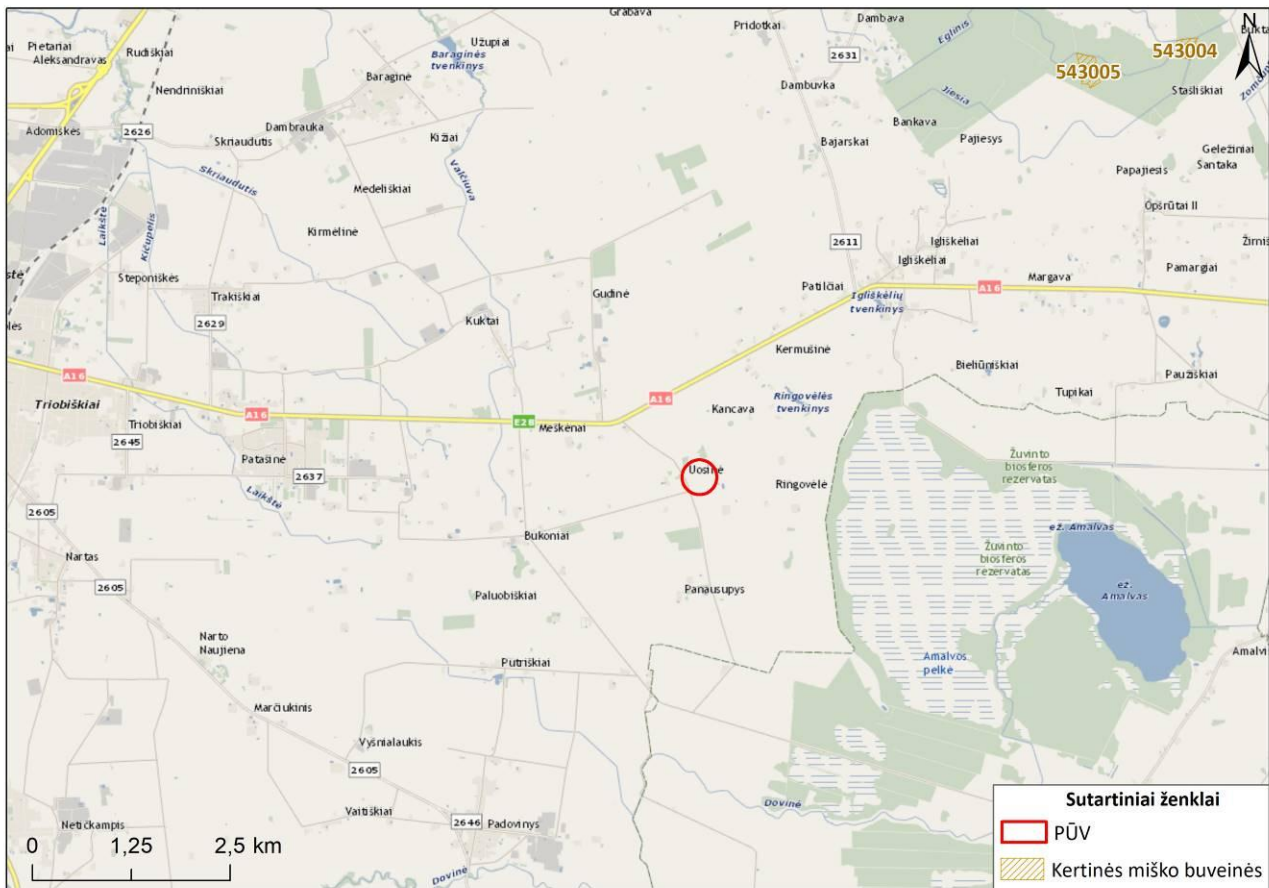 Grabava
Pridotkai
Dambava
Eglinis
N
543004
543005
Pietariai
Aleksandravas
Rudiškiai
Užupiai
Baraginės
tvenkinys
2631
Nendriniškiai
Baraginė
Dambuvka
Jiesia
Stašliškiai
Bankava
Adomiškės
2626
Dambrauka
Skriaudutis
Kižiai
Bajarskai
Pajiesys
Geležiniai
Santaka
Papajiesis
Skriaudutis
Valčiuva
Medeliškiai
Opšrūtai II
Laikštė
Kičupelis
Kirmėlinė
2611
Igliškėliai
Igliškėliai
Steponiškės
Trakiškiai
Gudinė
Patilčiai
Margava
Pamargiai
A16
Igliškėlių
tvenkinys
2629
Kuktai
Kermušinė
Bieliūniškiai
Paužiškiai
A16
Tupikai
Triobiškiai
A16
A16
Kancava
Ringovėlės
tvenkinys
Triobiškiai
E28
Meškėnai
2645
Patašinė
2637
Uosinė
Ringovėlė
Žuvinto
biosferos
rezervatas
Laikštė
2605
Bukoniai
ež. Amalvas
Nartas
Žuvinto
biosferos
rezervatas
2605
Paluobiškiai
Panausupys
ež.
Amalvas
Narto
Naujiena
Putriškiai
Amalvos
pelkė
Marčiukinis
Vyšnialaukis
2605
Vaitiškiai
Dovinė
Netičkampis
2646
Padovinys
Dovinė
0 1,25 2,5 km
Sutartiniai ženklai
PŪV
Kertinės miško buveinės